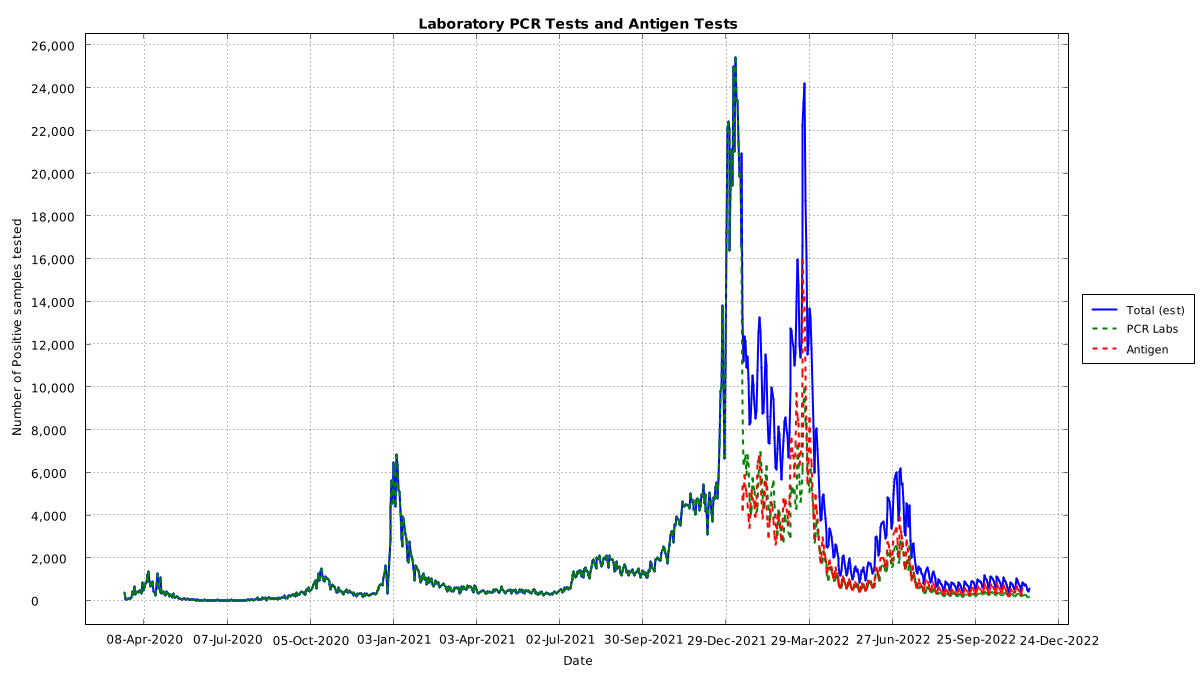 Laboratory PCR Tests and Antigen Tests
26,000
24,000
22,000
20,000
18,000
16,000
14,000
12,000
10,000
8,000
6,000
4,000
2,000
0
Number of Positive samples tested
08-Apr-2020 07-Jul-2020 05-Oct-2020 03-Jan-2021 03-Apr-2021 02-Jul-2021 30-Sep-2021 29-Dec-2021 29-Mar-2022 27-Jun-2022 25-Sep-2022 24-Dec-2022
Date
Total (est)
PCR Labs
Antigen